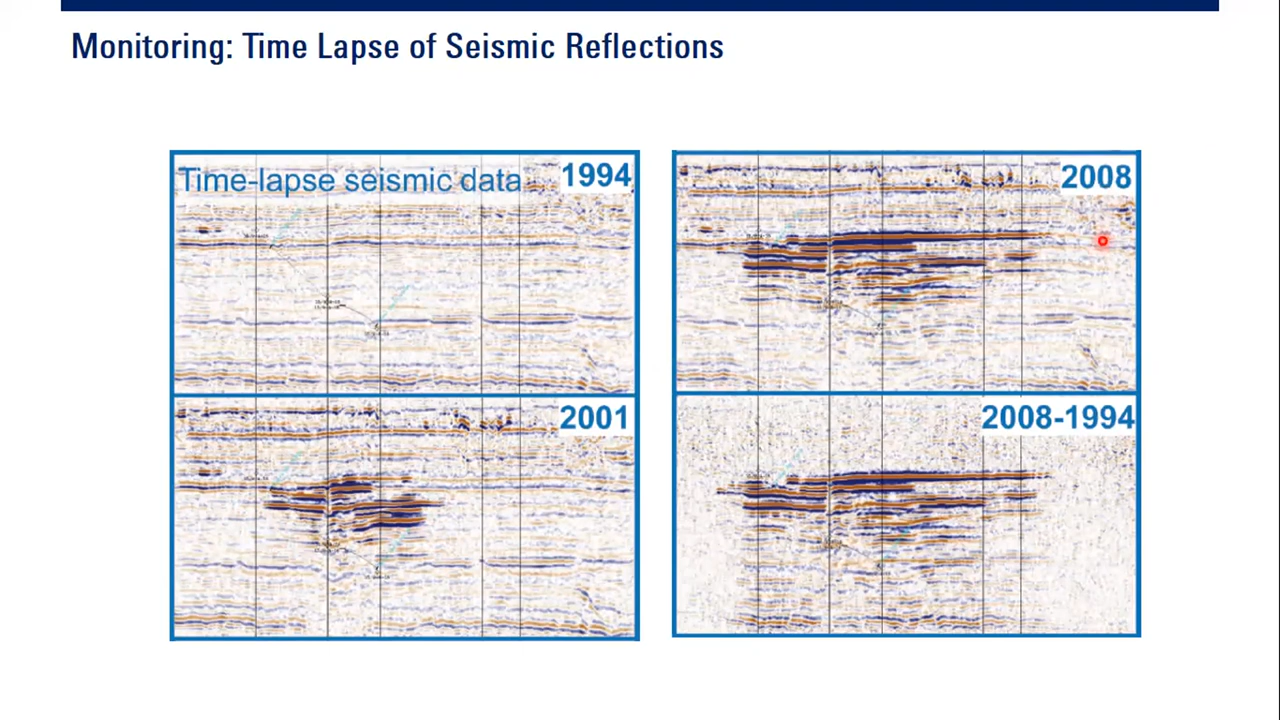 Monitoring: Time Lapse of Seismic Reflections
Time-lapse seismic data
1994
2008
2001
2008-1994